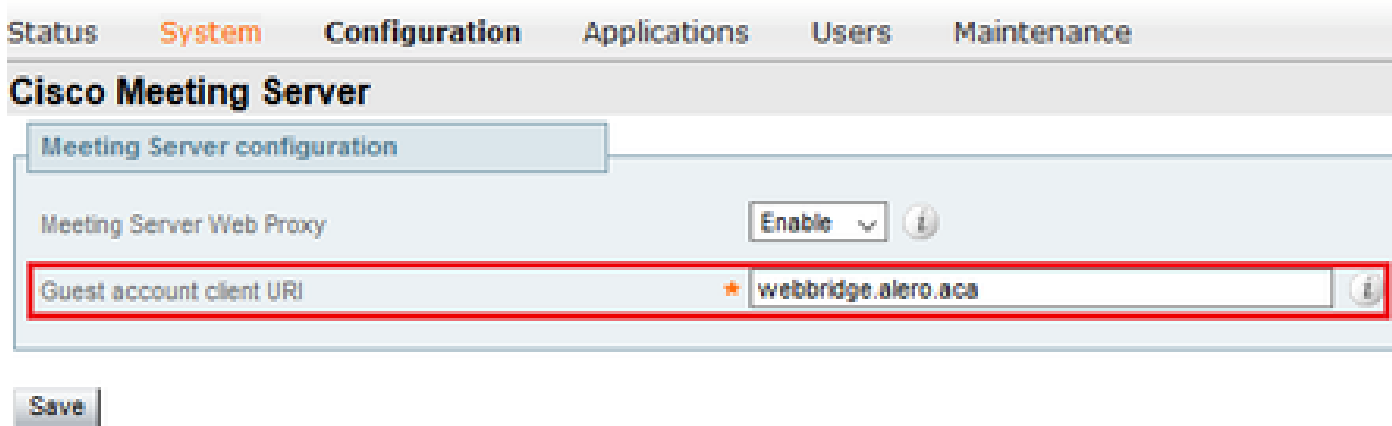 Status System Configuration Applications Users Maintenance
Cisco Meeting Server
Meeting Server configuration
Meeting Server Web Proxy Enable
Guest account client URI * webbridge.alero.aca
Save